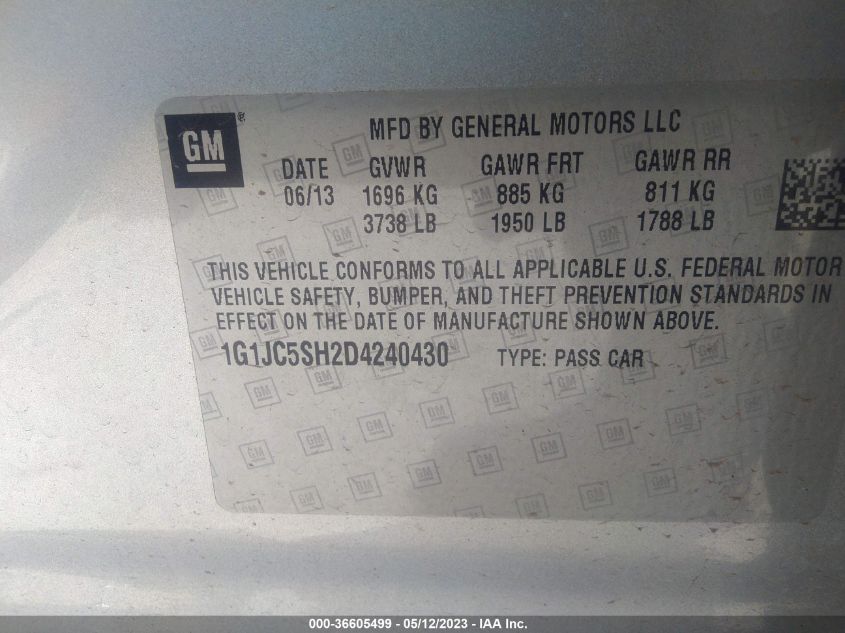 GM ®
MFD BY GENERAL MOTORS LLC
DATE GVWR GAWR FRT GAWR RR
06/13 1696 KG 885 KG 811 KG
3738 LB 1950 LB 1788 LB
THIS VEHICLE CONFORMS TO ALL APPLICABLE U.S. FEDERAL MOTOR
VEHICLE SAFETY, BUMPER, AND THEFT PREVENTION STANDARDS IN
EFFECT ON THE DATE OF MANUFACTURE SHOWN ABOVE.
1G1JC5SH2D4240430 TYPE: PASS CAR
000-36605499 - 05/12/2023 - IAA Inc.